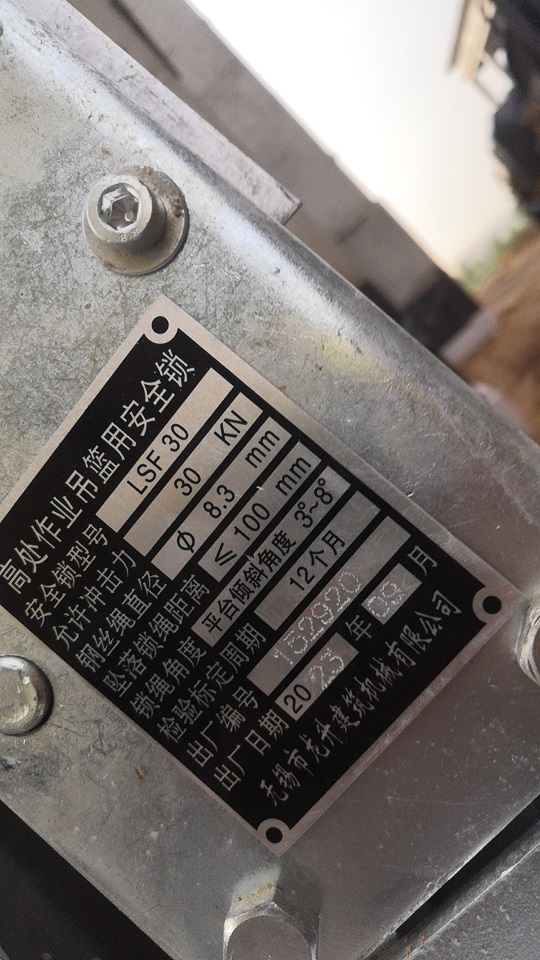 高处作业吊篮用安全锁
安全锁型号 LSF 30
允许冲击力 30 KN
钢丝绳直径 φ 8.3 mm
坠落锁绳距离 ≤ 100 mm
锁绳角度 平台倾斜角度 3~8°
检验标定周期 12个月
出厂编号 152920
出厂日期 2023 年 09 月
无锡市龙升建筑机械有限公司